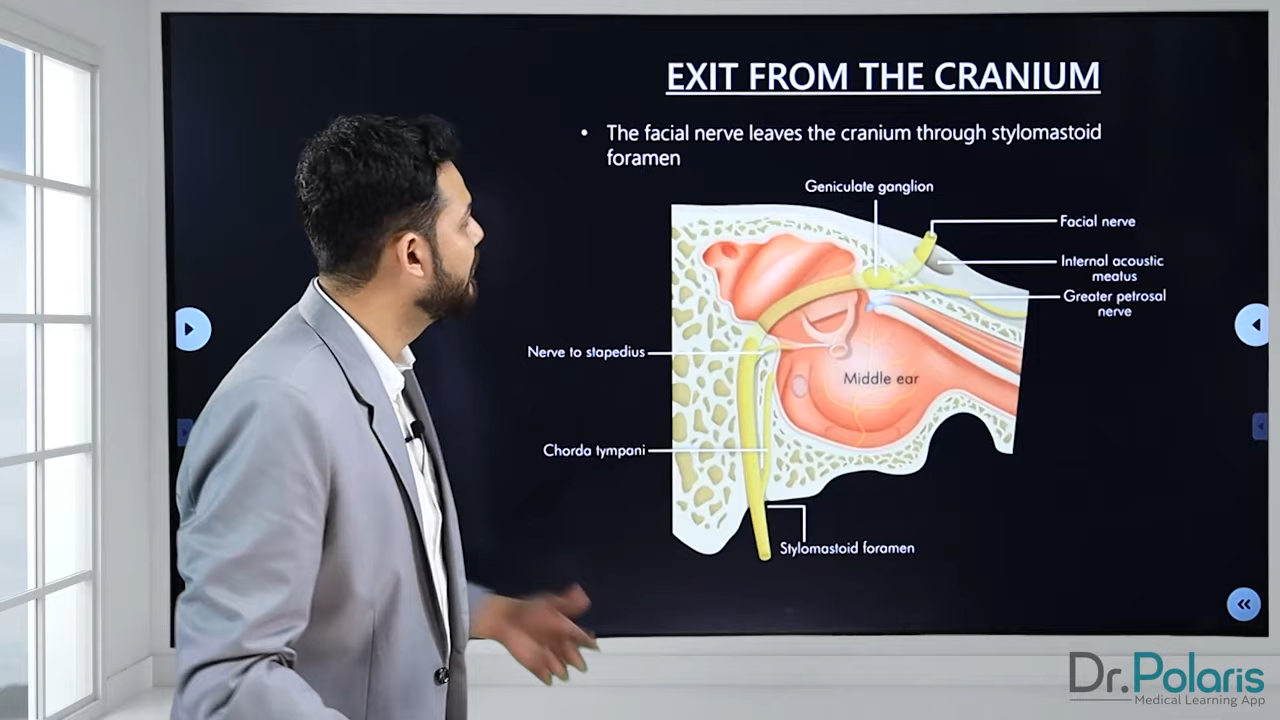 EXIT FROM THE CRANIUM
• The facial nerve leaves the cranium through stylomastoid
foramen
Geniculate ganglion
Facial nerve
Internal acoustic
meatus
Greater petrosal
nerve
Nerve to stapedius
Middle ear
Chorda tympani
Stylomastoid foramen
Dr.Polaris
Medical Learning App